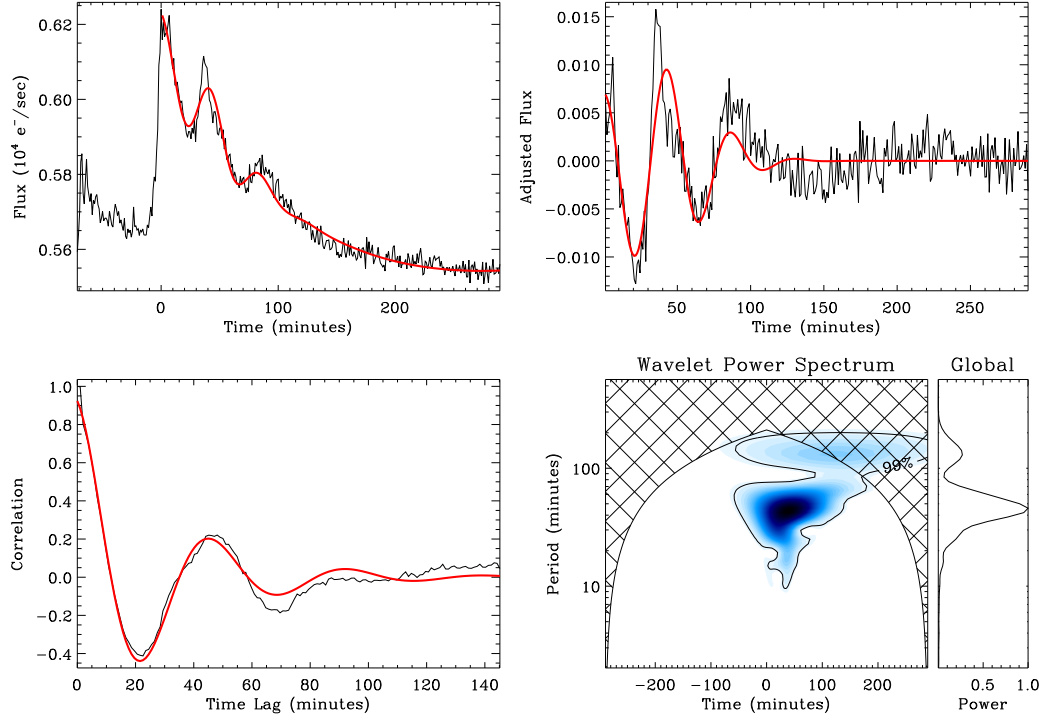 0.62
0.60
0.58
0.56
Flux (10⁴ e⁻/sec)
0 100 200
Time (minutes)
0.015
0.010
0.005
0.000
−0.005
−0.010
Adjusted Flux
50 100 150 200 250
Time (minutes)
1.0
0.8
0.6
0.4
0.2
0.0
−0.2
−0.4
Correlation
0 20 40 60 80 100 120 140
Time Lag (minutes)
Wavelet Power Spectrum
100
10
Period (minutes)
99%
−200 −100 0 100 200
Time (minutes)
Global
0.5 1.0
Power